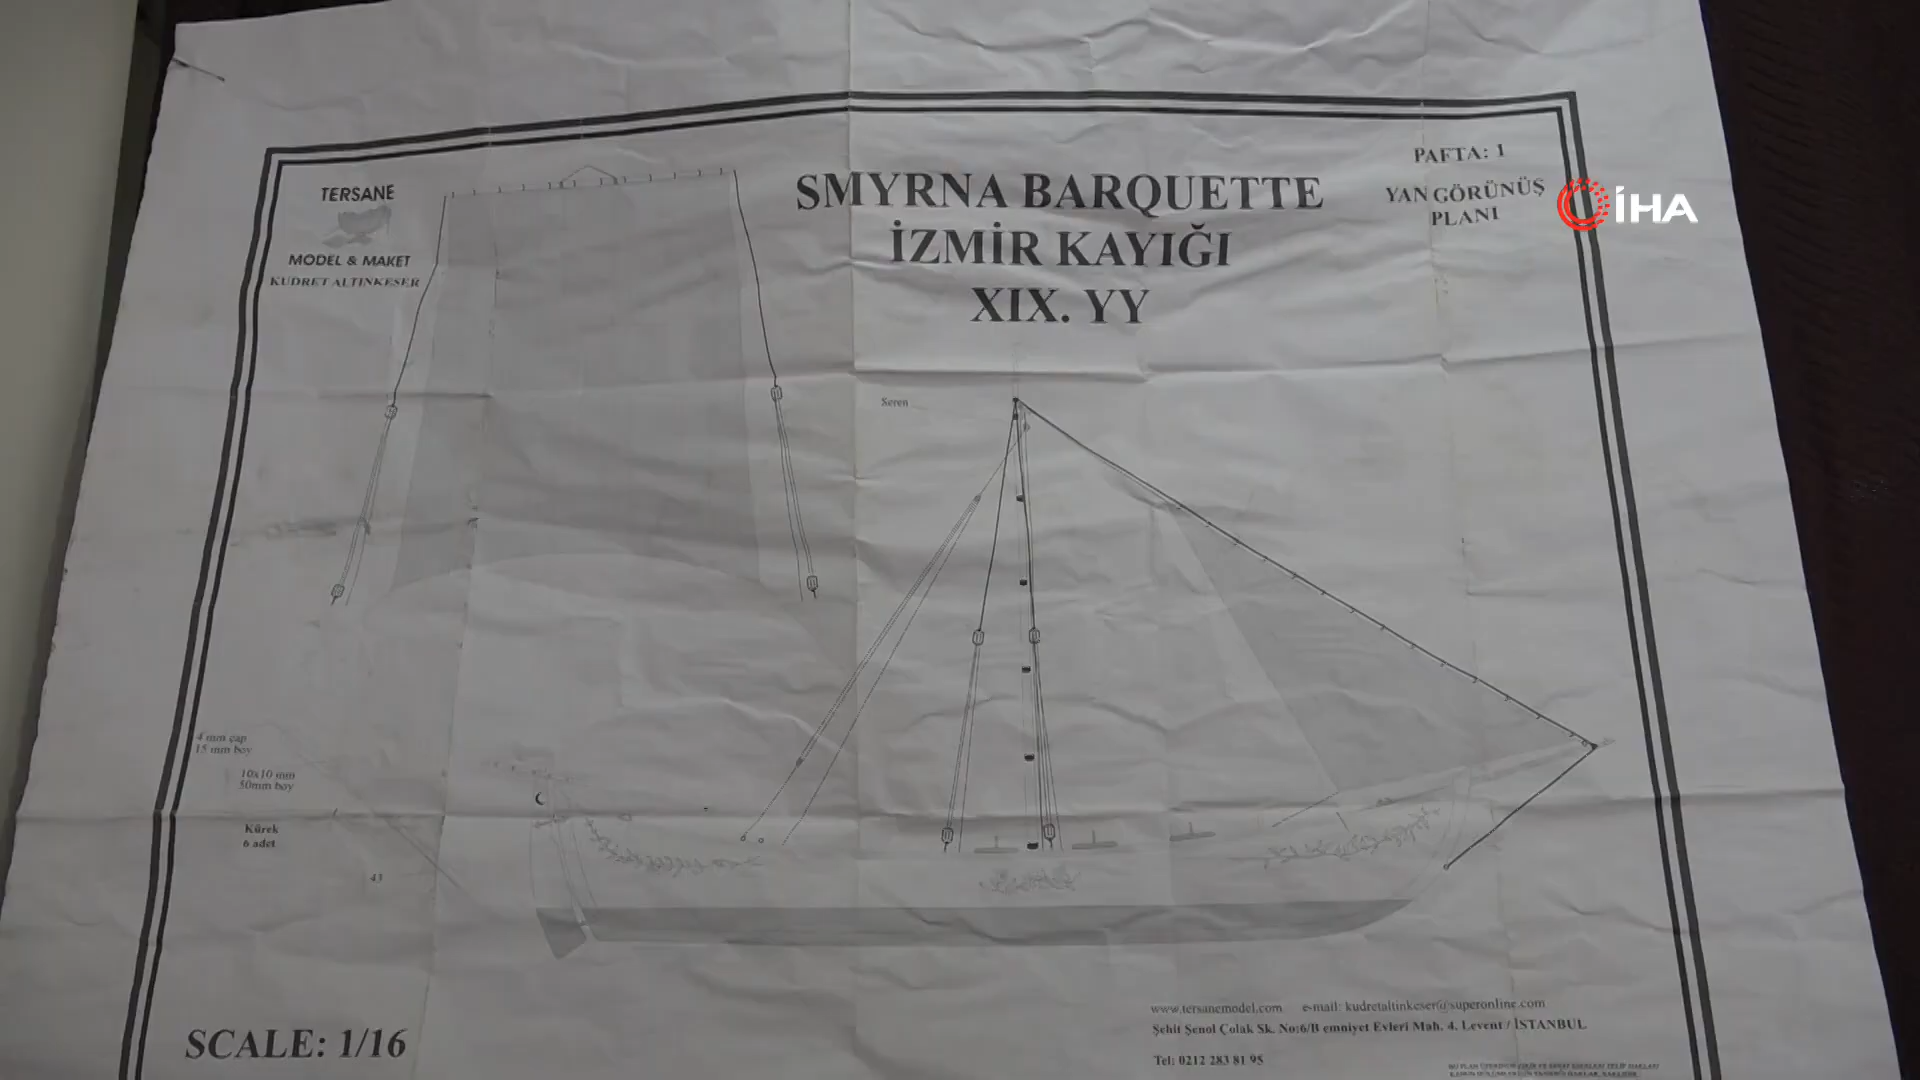 TERSANE
MODEL & MAKET
KUDRET ALTINKESER
SMYRNA BARQUETTE
İZMİR KAYIĞI
XIX. YY
PAFTA: 1
YAN GÖRÜNÜŞ
PLANI
İHA
Seren
4 mm çap
15 mm boy
10x10 mm
50mm boy
Kürek
6 adet
43
SCALE: 1/16
www.tersanemodel.com e-mail: kudretaltinkeser@superonline.com
Şehit Şenol Çolak Sk. No:6/B emniyet Evleri Mah. 4. Levent / İSTANBUL
Tel: 0212 283 81 95